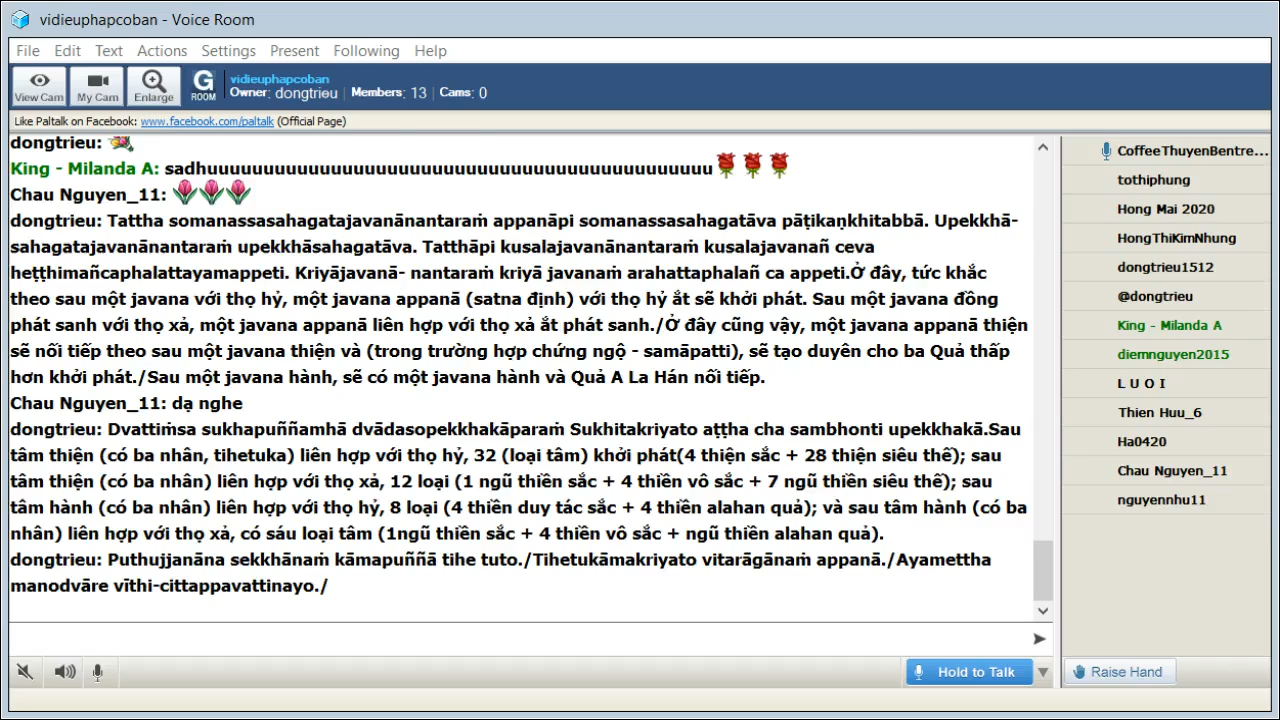 vidieuphapcoban - Voice Room
File Edit Text Actions Settings Present Following Help
View Cam My Cam Enlarge G ROOM
vidieuphapcoban
Owner: dongtrieu | Members: 13 | Cams: 0
Like Paltalk on Facebook: www.facebook.com/paltalk (Official Page)
dongtrieu:
King - Milanda A: sadhuuuuuuuuuuuuuuuuuuuuuuuuuuuuuuuuuuuuuuuuuuuuu
Chau Nguyen_11:
dongtrieu: Tattha somanassasahagatajavanānantaraṁ appanāpi somanassasahagatāva pāṭikaṇkhitabbā. Upekkhā-
sahagatajavanānantaraṁ upekkhāsahagatāva. Tatthāpi kusalajavanānantaraṁ kusalajavanañ ceva
heṭṭhimañcaphalattayamappeti. Kriyājavanā- nantaraṁ kriyā javanaṁ arahattaphalañ ca appeti.Ở đây, tức khắc
theo sau một javana với thọ hỷ, một javana appanā (satna định) với thọ hỷ ắt sẽ khởi phát. Sau một javana đồng
phát sanh với thọ xả, một javana appanā liên hợp với thọ xả ắt phát sanh./Ở đây cũng vậy, một javana appanā thiện
sẽ nối tiếp theo sau một javana thiện và (trong trường hợp chứng ngộ - samāpatti), sẽ tạo duyên cho ba Quả thấp
hơn khởi phát./Sau một javana hành, sẽ có một javana hành và Quả A La Hán nối tiếp.
Chau Nguyen_11: dạ nghe
dongtrieu: Dvattiṁsa sukhapuññamhā dvādasopekkhakāparaṁ Sukhitakriyato aṭṭha cha sambhonti upekkhakā.Sau
tâm thiện (có ba nhân, tihetuka) liên hợp với thọ hỷ, 32 (loại tâm) khởi phát(4 thiện sắc + 28 thiện siêu thế); sau
tâm thiện (có ba nhân) liên hợp với thọ xả, 12 loại (1 ngũ thiền sắc + 4 thiền vô sắc + 7 ngũ thiền siêu thế); sau
tâm hành (có ba nhân) liên hợp với thọ hỷ, 8 loại (4 thiền duy tác sắc + 4 thiền alahan quả); và sau tâm hành (có ba
nhân) liên hợp với thọ xả, có sáu loại tâm (1ngũ thiền sắc + 4 thiền vô sắc + ngũ thiền alahan quả).
dongtrieu: Puthujjanāna sekkhānaṁ kāmapuññā tihe tuto./Tihetukāmakriyato vitarāgānaṁ appanā./Ayamettha
manodvāre vīthi-cittappavattinayo./
CoffeeThuyenBentre...
tothiphung
Hong Mai 2020
HongThiKimNhung
dongtrieu1512
@dongtrieu
King - Milanda A
diemnguyen2015
L U O I
Thien Huu_6
Ha0420
Chau Nguyen_11
nguyennhu11
Hold to Talk
Raise Hand